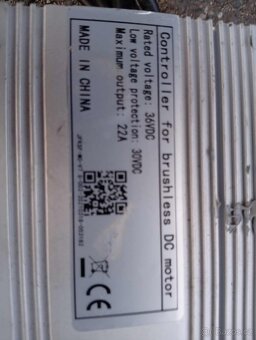 Controller for brushless DC motor
Rated voltage: 36VDC
Low voltage protection: 30VDC
Maximum output: 22A
MADE IN CHINA
CE